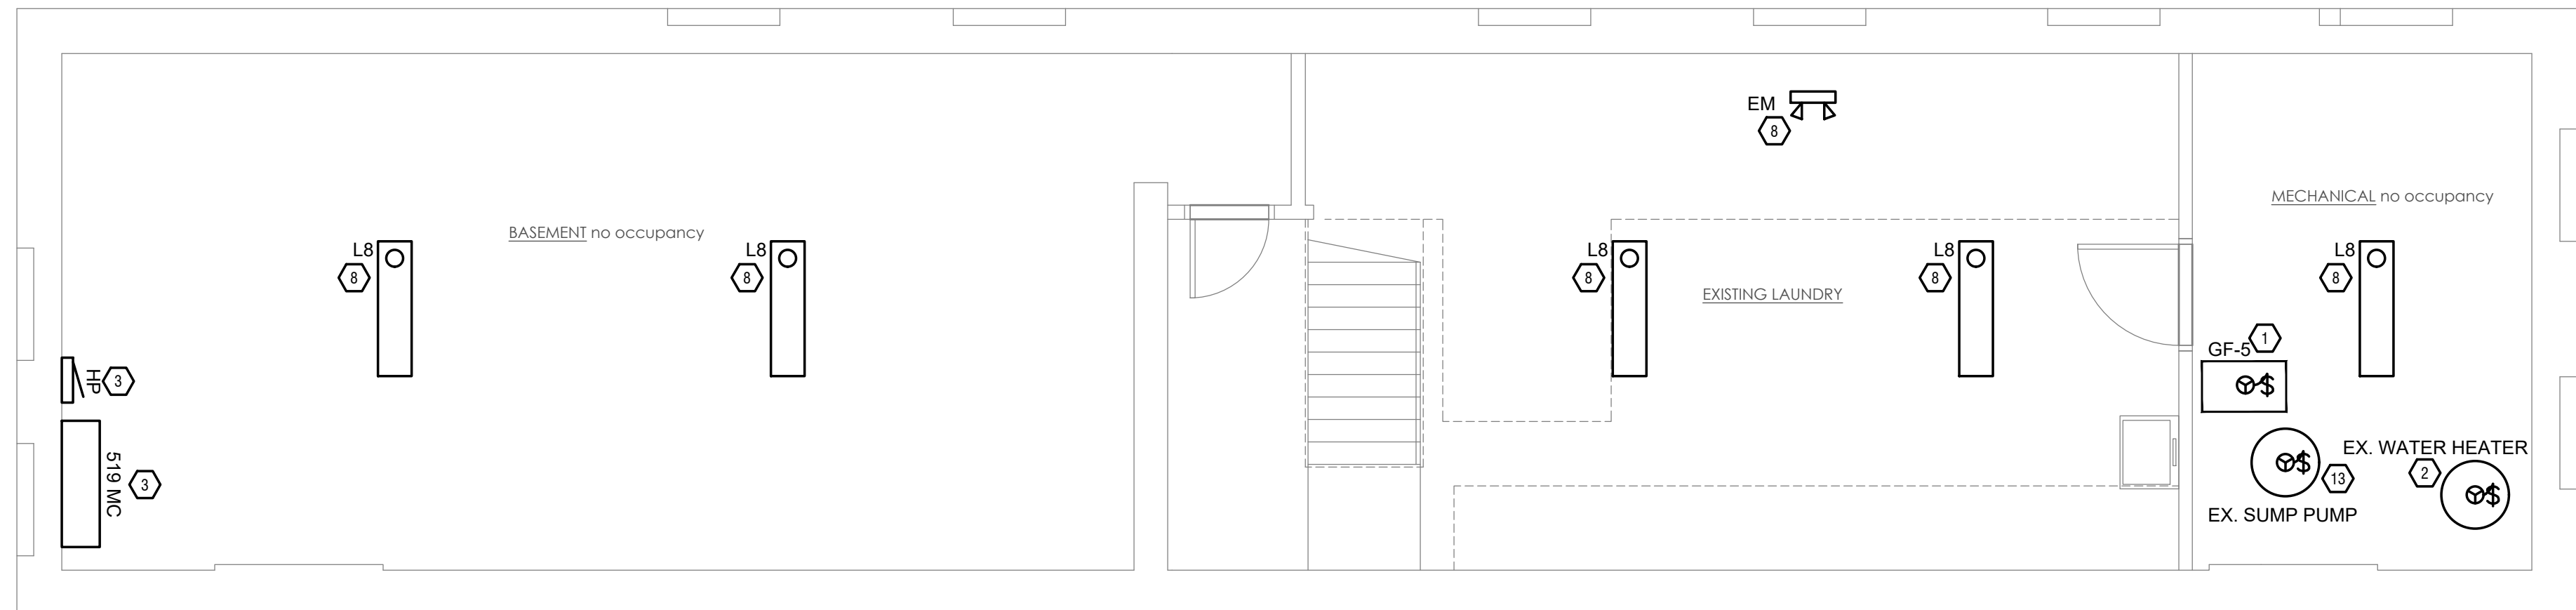 EM
8
MECHANICAL no occupancy
BASEMENT no occupancy
L8
8
L8
8
L8
8
L8
8
L8
8
EXISTING LAUNDRY
1
GF-5
HP
3
$
EX. WATER HEATER
$
13
2
$
519 MC
3
EX. SUMP PUMP